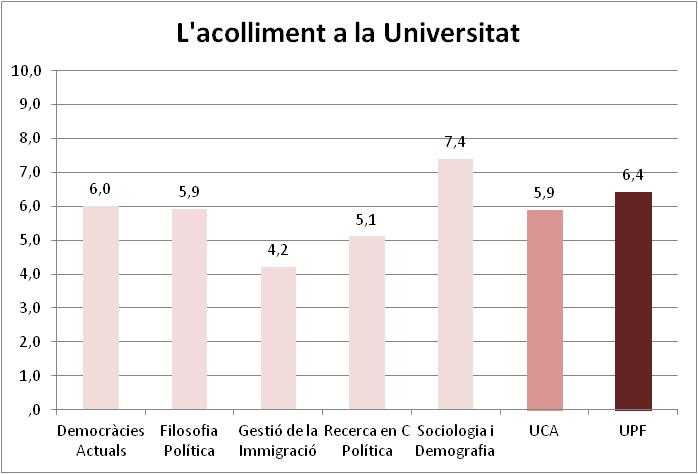 L'acolliment a la Universitat
10,0
9,0
8,0
7,0
6,0
5,0
4,0
3,0
2,0
1,0
,0
6,0
5,9
4,2
5,1
7,4
5,9
6,4
Democràcies
Actuals
Filosofia
Política
Gestió de la
Immigració
Recerca en C
Política
Sociologia i
Demografia
UCA
UPF